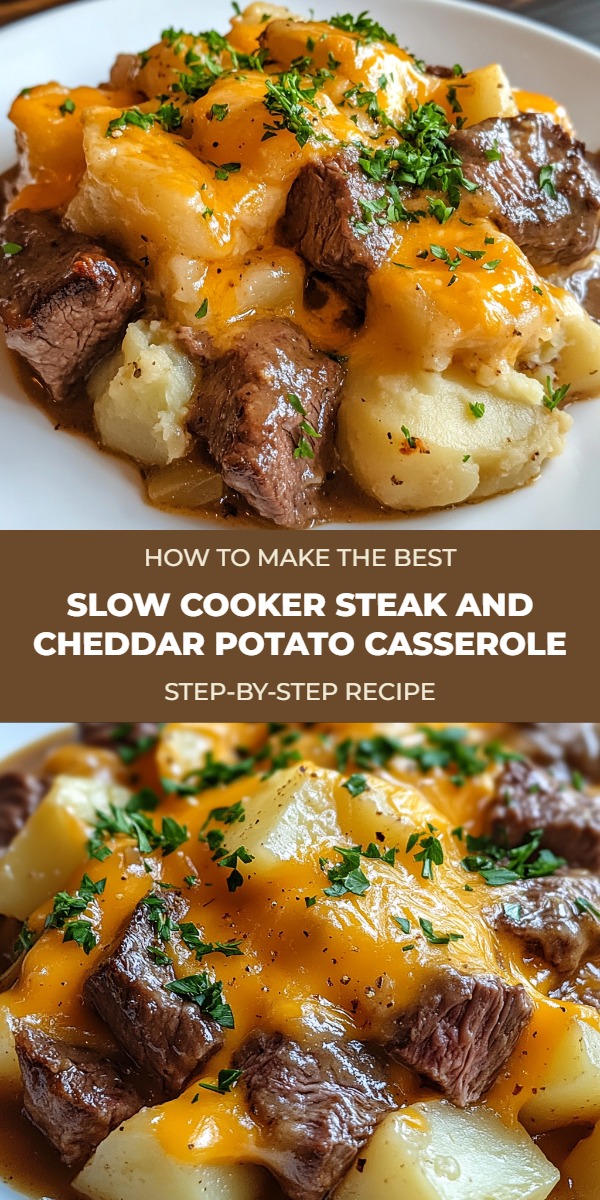 HOW TO MAKE THE BEST
SLOW COOKER STEAK AND
CHEDDAR POTATO CASSEROLE
STEP-BY-STEP RECIPE